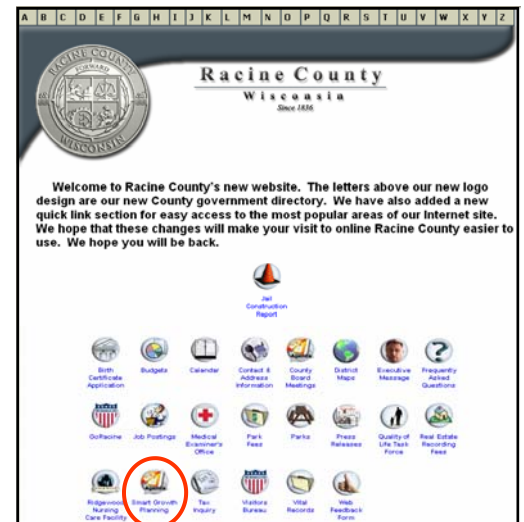 A B C D E F G H I J K L M N O P Q R S T U V W X Y Z
RACINE COUNTY
FORWARD
WISCONSIN
Racine County
Wisconsin
Since 1836
Welcome to Racine County's new website. The letters above our new logo
design are our new County government directory. We have also added a new
quick link section for easy access to the most popular areas of our Internet site.
We hope that these changes will make your visit to online Racine County easier to
use. We hope you will be back.
Jail
Construction
Report
Birth
Certificate
Application
Budgets
Calendar
Contact &
Address
Information
County
Board
Meetings
District
Maps
Executive
Message
Frequently
Asked
Questions
GoRacine
Job Postings
Medical
Examiner's
Office
Park
Fees
Parks
Press
Releases
Quality of
Life Task
Force
Real Estate
Recording
Fees
Ridgewood
Nursing
Care Facility
Smart Growth
Planning
Tax
Inquiry
Visitors
Bureau
Vital
Records
Web
Feedback
Form